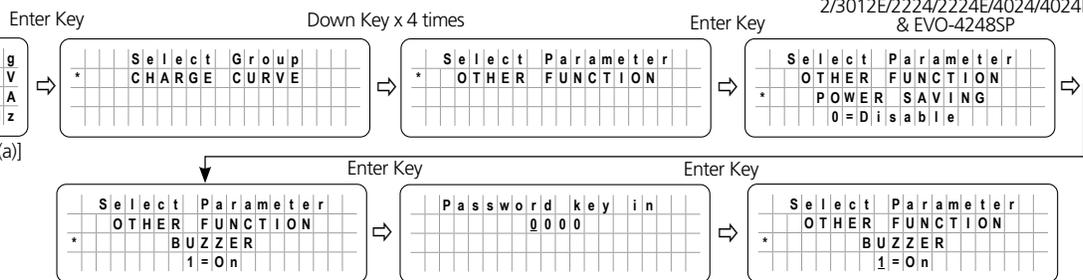 2/3012E/2224/2224E/4024/4024
Enter Key Down Key x 4 times Enter Key & EVO-4248SP
g
V
A
z
Select Group
* CHARGE CURVE
Select Parameter
* OTHER FUNCTION
Select Parameter
OTHER FUNCTION
* POWER SAVING
0=Disable
(a)]
Enter Key Enter Key
Select Parameter
OTHER FUNCTION
* BUZZER
1=On
Password key in
0000
Select Parameter
OTHER FUNCTION
* BUZZER
1=On